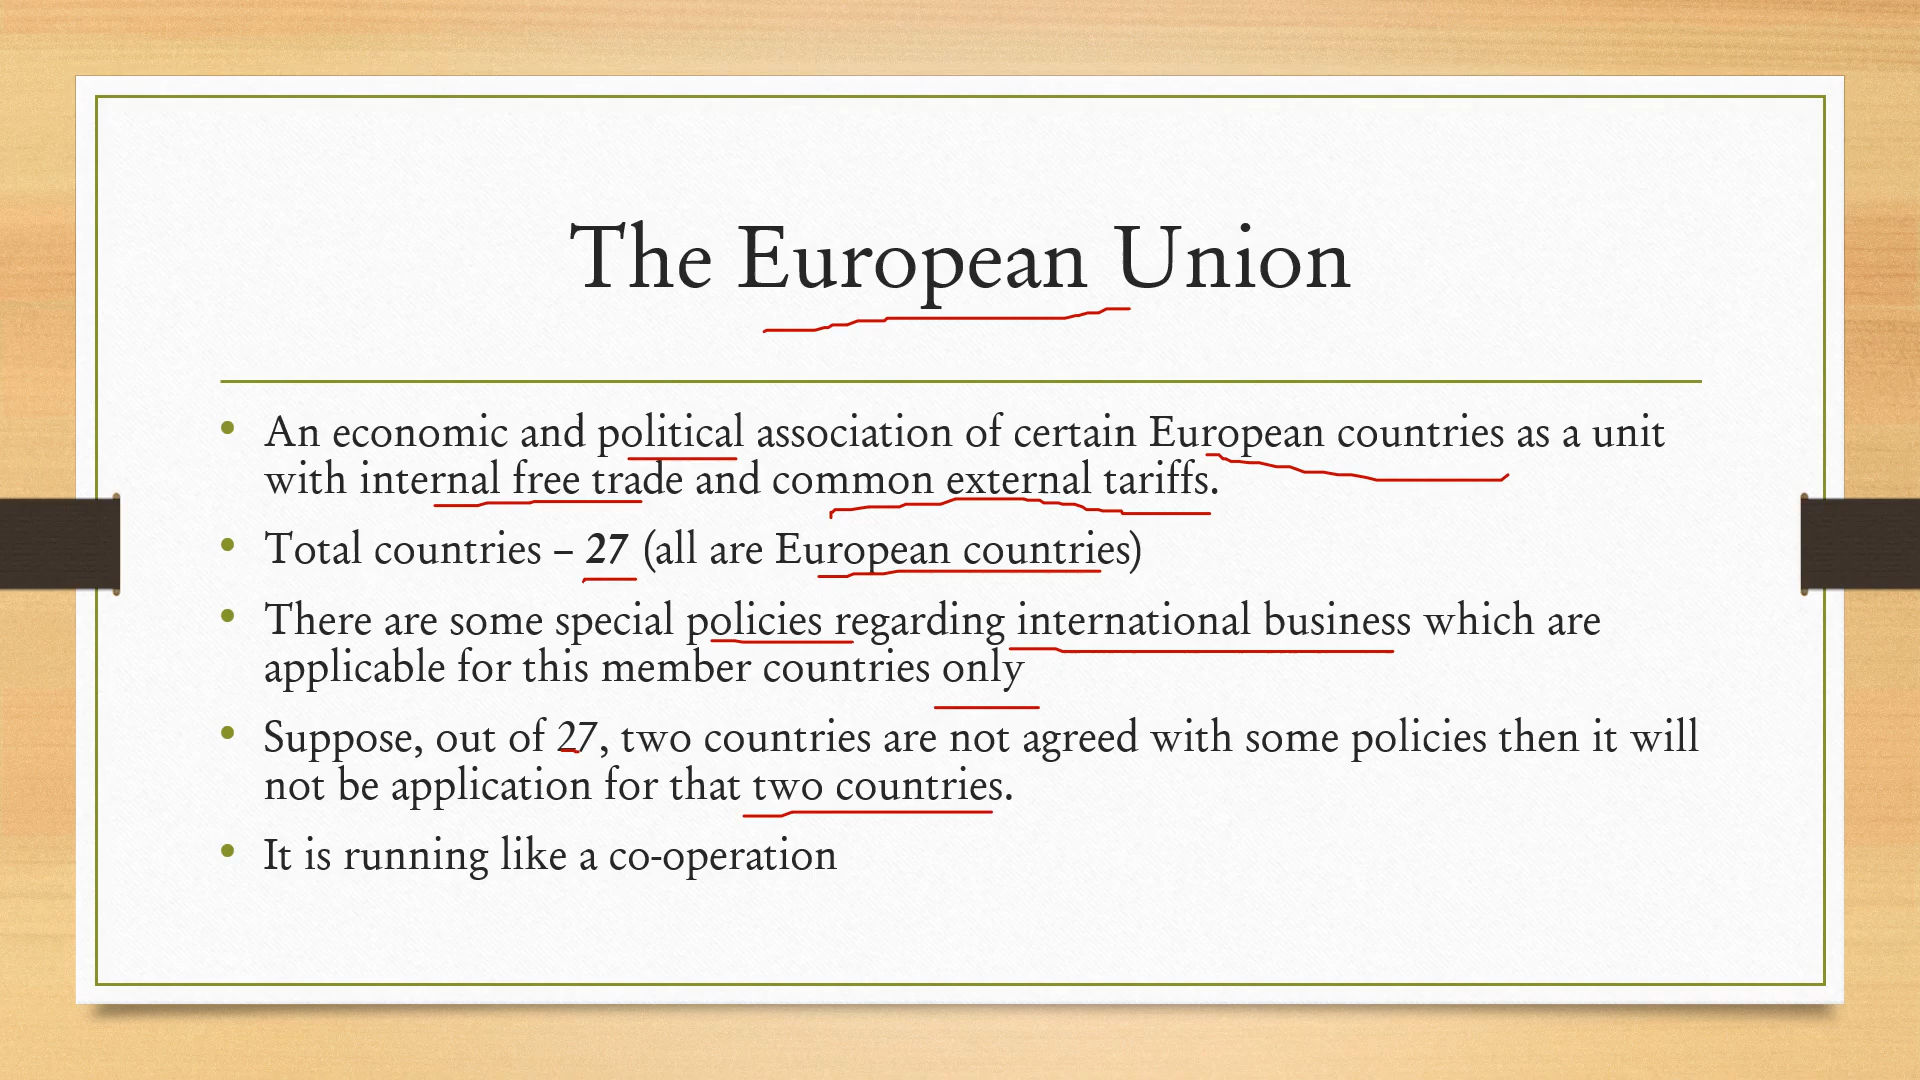 The European Union
• An economic and political association of certain European countries as a unit
with internal free trade and common external tariffs.
• Total countries – 27 (all are European countries)
• There are some special policies regarding international business which are
applicable for this member countries only
• Suppose, out of 27, two countries are not agreed with some policies then it will
not be application for that two countries.
• It is running like a co-operation